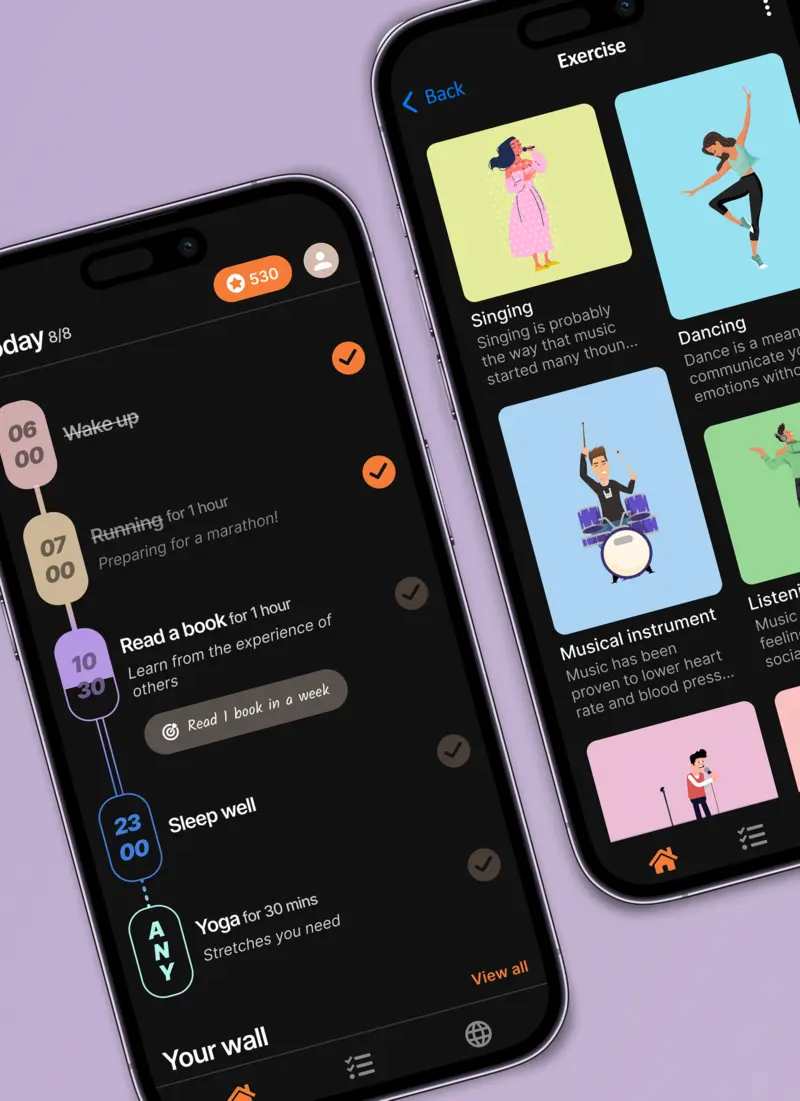 530
8/8
06
00
Wake up
07
00
Running for 1 hour
Preparing for a marathon!
10
30
Read a book for 1 hour
Learn from the experience of
others
Read 1 book in a week
23
00
Sleep well
A
N
Y
Yoga for 30 mins
Stretches you need
View all
Your wall
Exercise
Back
Singing
Singing is probably
the way that music
started many thoun...
Dancing
Dance is a mean
communicate yo
emotions witho
Musical instrument
Music has been
proven to lower heart
rate and blood press...
Listeni
Music
feeling
socia